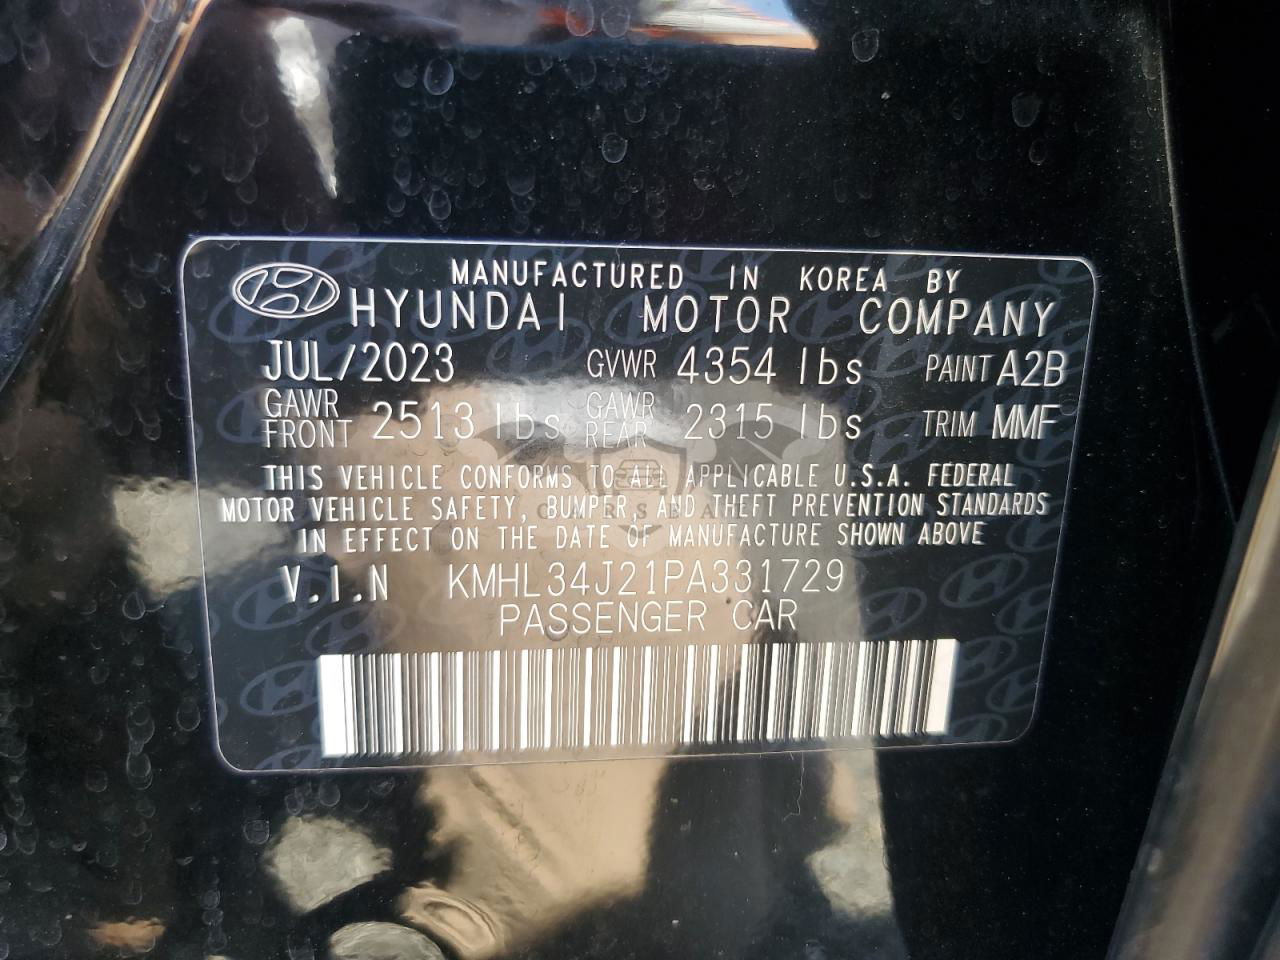 MANUFACTURED IN KOREA BY
HYUNDAI MOTOR COMPANY
JUL/2023 GVWR 4354 lbs PAINT A2B
GAWR FRONT 2513 lbs GAWR REAR 2315 lbs TRIM MMF
THIS VEHICLE CONFORMS TO ALL APPLICABLE U.S.A. FEDERAL
MOTOR VEHICLE SAFETY, BUMPER, AND THEFT PREVENTION STANDARDS
IN EFFECT ON THE DATE OF MANUFACTURE SHOWN ABOVE
V.I.N KMHL34J21PA331729
PASSENGER CAR